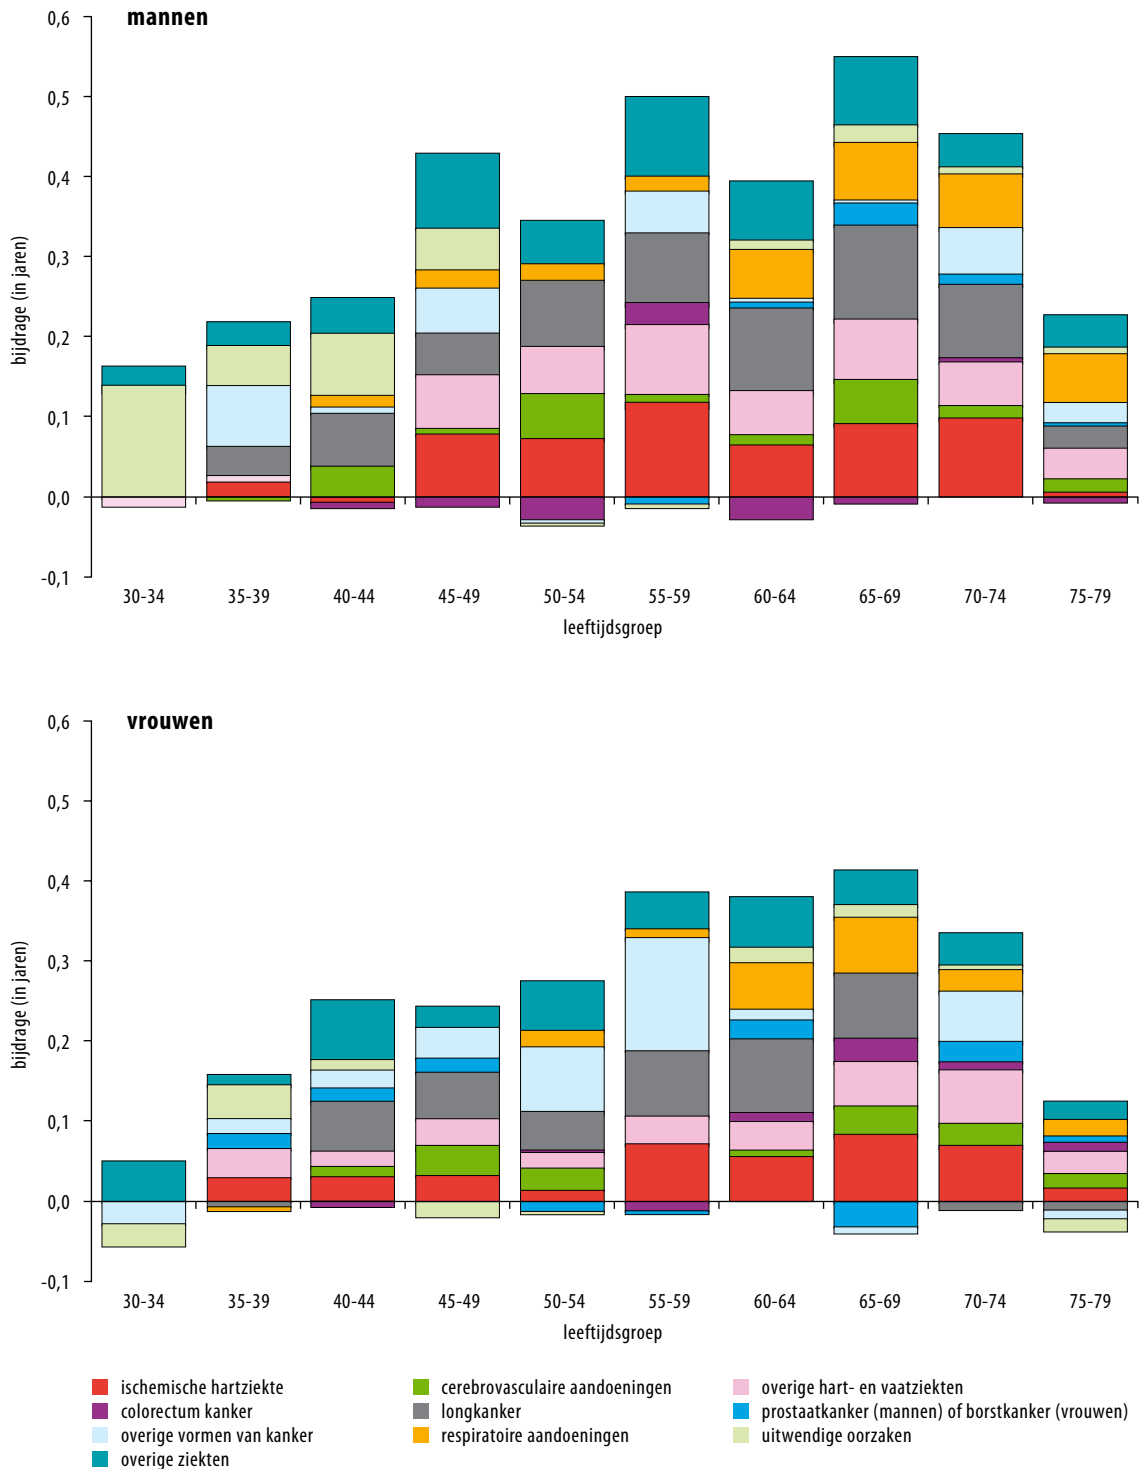 mannen
bijdrage (in jaren)
0,6
0,5
0,4
0,3
0,2
0,1
0,0
-0,1
30-34 35-39 40-44 45-49 50-54 55-59 60-64 65-69 70-74 75-79
leeftijdsgroep
vrouwen
bijdrage (in jaren)
0,6
0,5
0,4
0,3
0,2
0,1
0,0
-0,1
30-34 35-39 40-44 45-49 50-54 55-59 60-64 65-69 70-74 75-79
leeftijdsgroep
ischemische hartziekte cerebrovasculaire aandoeningen overige hart- en vaatziekten
colorectum kanker longkanker prostaatkanker (mannen) of borstkanker (vrouwen)
overige vormen van kanker respiratoire aandoeningen uitwendige oorzaken
overige ziekten